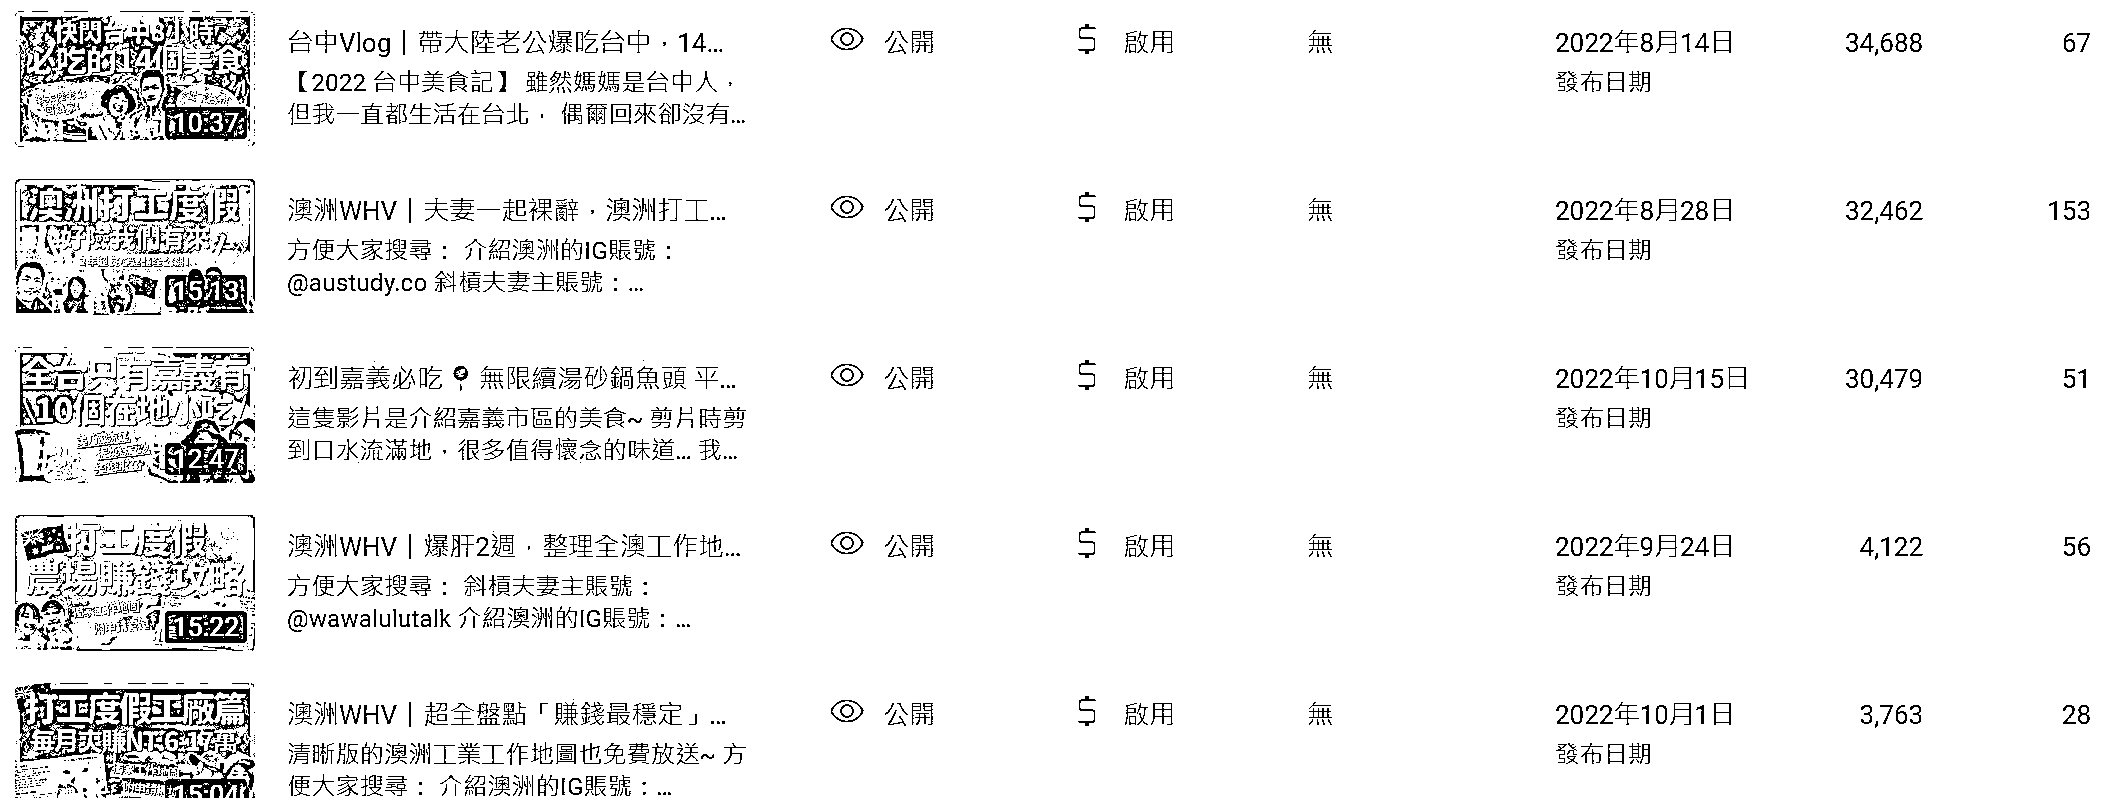 快閃台中8小時
必吃的14個美食
10:37
台中Vlog｜帶大陸老公爆吃台中，14... 公開 啟用 無 2022年8月14日 34,688 67
【2022 台中美食記】 雖然媽媽是台中人， 發布日期
但我一直都生活在台北， 偶爾回來卻沒有...
澳洲打工度假
好險我們有來
15:13
澳洲WHV｜夫妻一起裸辭，澳洲打工... 公開 啟用 無 2022年8月28日 32,462 153
方便大家搜尋： 介紹澳洲的IG賬號： 發布日期
@austudy.co 斜槓夫妻主賬號：...
全台只有嘉義有
10個在地小吃
12:47
初到嘉義必吃📍無限續湯砂鍋魚頭 平... 公開 啟用 無 2022年10月15日 30,479 51
這隻影片是介紹嘉義市區的美食~ 剪片時剪 發布日期
到口水流滿地，很多值得懷念的味道... 我...
打工度假
農場賺錢攻略
15:22
澳洲WHV｜爆肝2週，整理全澳工作地... 公開 啟用 無 2022年9月24日 4,122 56
方便大家搜尋： 斜槓夫妻主賬號： 發布日期
@wawalulutalk 介紹澳洲的IG賬號：...
打工度假工廠篇
每月大賺NT:6-17萬
15:04
澳洲WHV｜超全盤點「賺錢最穩定」... 公開 啟用 無 2022年10月1日 3,763 28
清晰版的澳洲工業工作地圖也免費放送~ 方 發布日期
便大家搜尋： 介紹澳洲的IG賬號：...